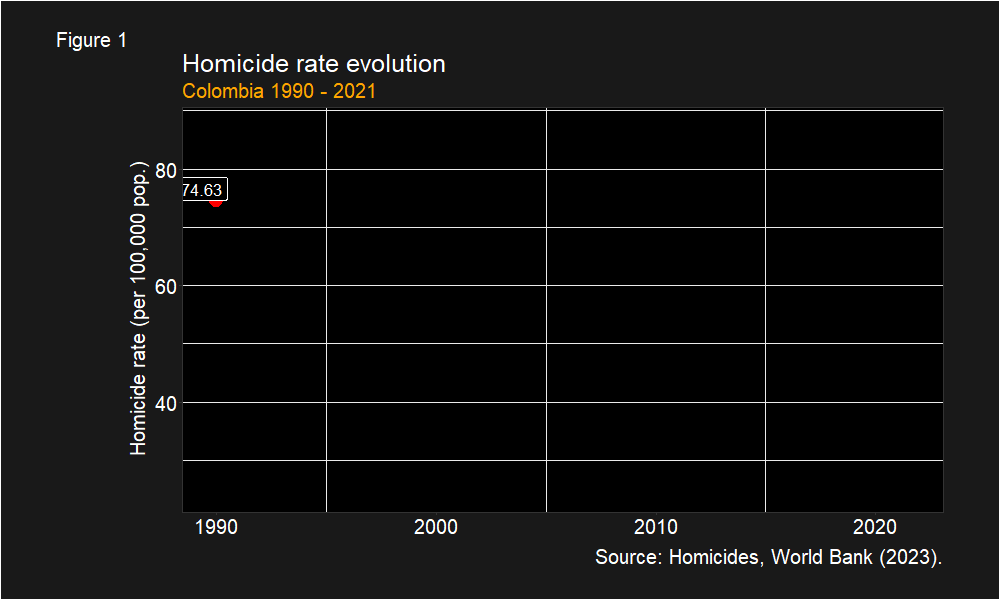 Figure 1
Homicide rate evolution
Colombia 1990 - 2021
Homicide rate (per 100,000 pop.)
80
74.63
60
40
1990 2000 2010 2020
Source: Homicides, World Bank (2023).